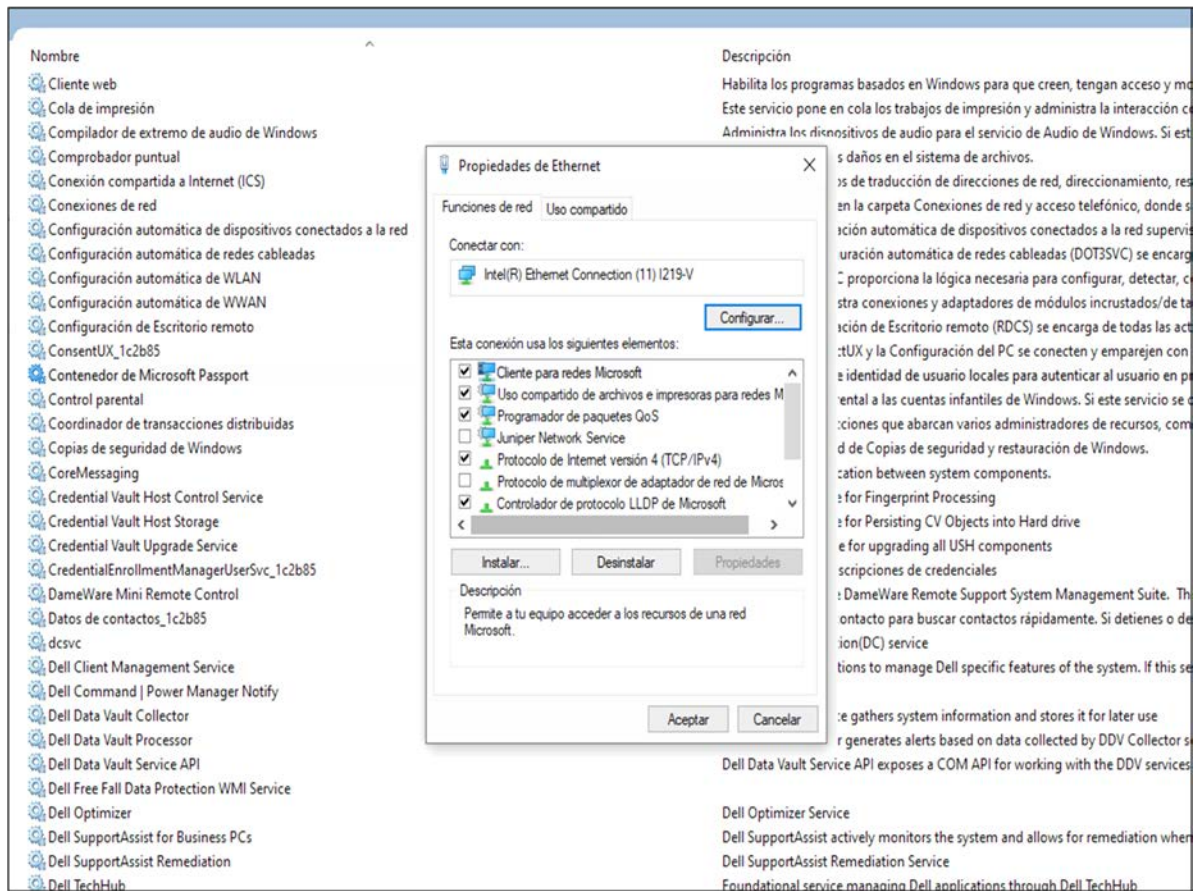 Nombre
Descripción
Cliente web
Habilita los programas basados en Windows para que creen, tengan acceso y
Cola de impresión
Este servicio pone en cola los trabajos de impresión y administra la interacción
Compilador de extremo de audio de Windows
Administra los dispositivos de audio para el servicio de Audio de Windows. Si
Comprobador puntual
s daños en el sistema de archivos.
Conexión compartida a Internet (ICS)
os de traducción de direcciones de red, direccionamiento,
Conexiones de red
en la carpeta Conexiones de red y acceso telefónico, donde
Configuración automática de dispositivos conectados a la red
ación automática de dispositivos conectados a la red
Configuración automática de redes cableadas
uración automática de redes cableadas (DOT3SVC) se
Configuración automática de WLAN
proporciona la lógica necesaria para configurar, detectar,
Configuración automática de WWAN
stra conexiones y adaptadores de módulos incrustados/de
Configuración de Escritorio remoto
ación de Escritorio remoto (RDCS) se encarga de todas las
ConsentUX_1c2b85
tUX y la Configuración del PC se conecten y emparejen con
Contenedor de Microsoft Passport
e identidad de usuario locales para autenticar al usuario en
Control parental
rental a las cuentas infantiles de Windows. Si este servicio se
Coordinador de transacciones distribuidas
cciones que abarcan varios administradores de recursos,
Copias de seguridad de Windows
d de Copias de seguridad y restauración de Windows.
CoreMessaging
cation between system components.
Credential Vault Host Control Service
e for Fingerprint Processing
Credential Vault Host Storage
e for Persisting CV Objects into Hard drive
Credential Vault Upgrade Service
e for upgrading all USH components
CredentialEnrollmentManagerUserSvc_1c2b85
scripciones de credenciales
DameWare Mini Remote Control
DameWare Remote Support System Management Suite.
Datos de contactos_1c2b85
ontacto para buscar contactos rápidamente. Si detienes o
dcsvc
tion(DC) service
Dell Client Management Service
tions to manage Dell specific features of the system. If this
Dell Command | Power Manager Notify
Dell Data Vault Collector
e gathers system information and stores it for later use
Dell Data Vault Processor
r generates alerts based on data collected by DDV Collector
Dell Data Vault Service API
Dell Data Vault Service API exposes a COM API for working with the DDV services
Dell Free Fall Data Protection WMI Service
Dell Optimizer
Dell Optimizer Service
Dell SupportAssist for Business PCs
Dell SupportAssist actively monitors the system and allows for remediation
Dell SupportAssist Remediation
Dell SupportAssist Remediation Service
Dell TechHub
Foundational service managing Dell applications through Dell TechHub
Propiedades de Ethernet
Funciones de red
Uso compartido
Conectar con:
Intel(R) Ethernet Connection (11) I219-V
Configurar...
Esta conexión usa los siguientes elementos:
Cliente para redes Microsoft
Uso compartido de archivos e impresoras para redes M
Programador de paquetes QoS
Juniper Network Service
Protocolo de Internet versión 4 (TCP/IPv4)
Protocolo de multiplexor de adaptador de red de Micros
Controlador de protocolo LLDP de Microsoft
Instalar...
Desinstalar
Propiedades
Descripción
Permite a tu equipo acceder a los recursos de una red
Microsoft.
Aceptar
Cancelar